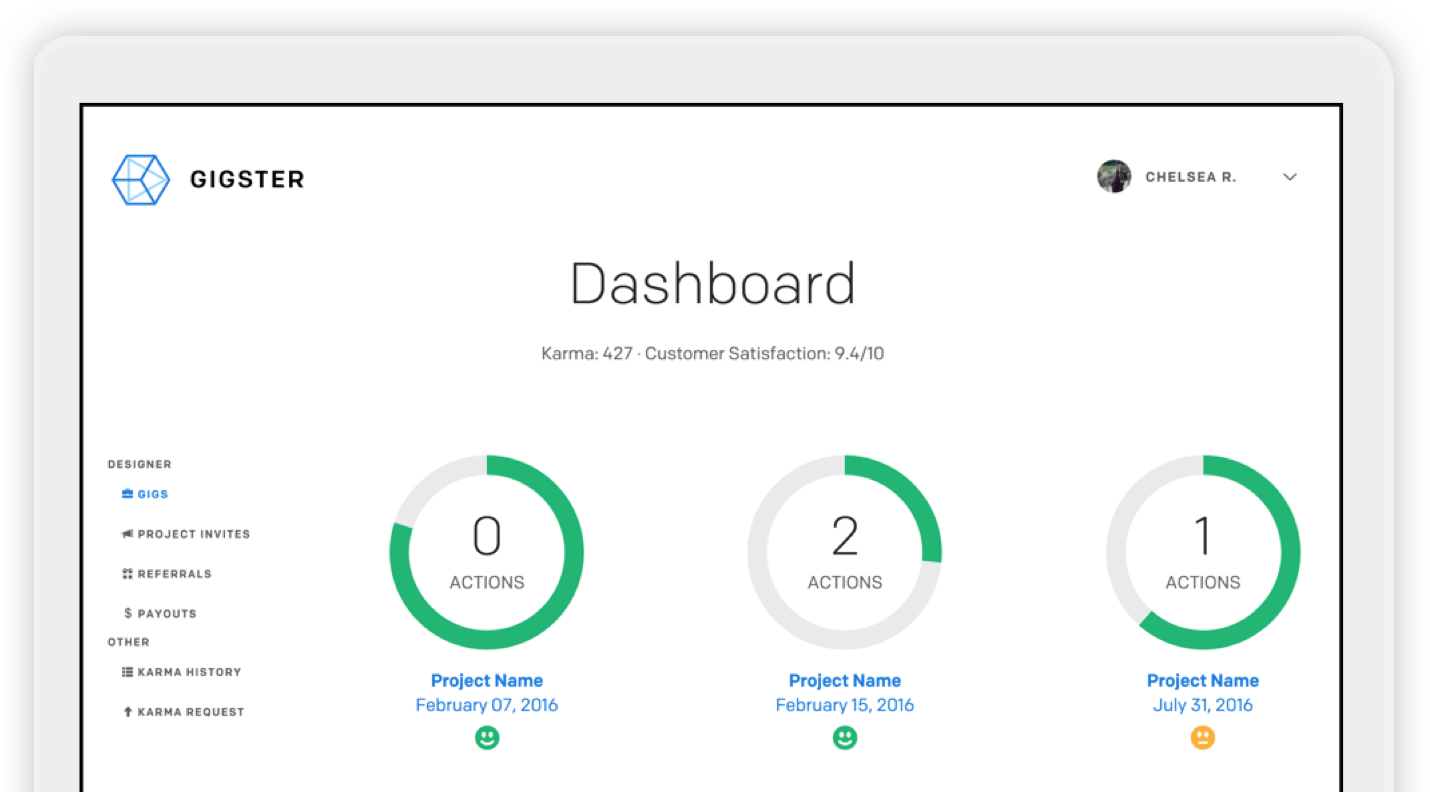 GIGSTER
CHELSEA R.
Dashboard
Karma: 427 · Customer Satisfaction: 9.4/10
DESIGNER
GIGS
PROJECT INVITES
REFERRALS
$ PAYOUTS
OTHER
KARMA HISTORY
KARMA REQUEST
0
ACTIONS
Project Name
February 07, 2016
2
ACTIONS
Project Name
February 15, 2016
1
ACTIONS
Project Name
July 31, 2016